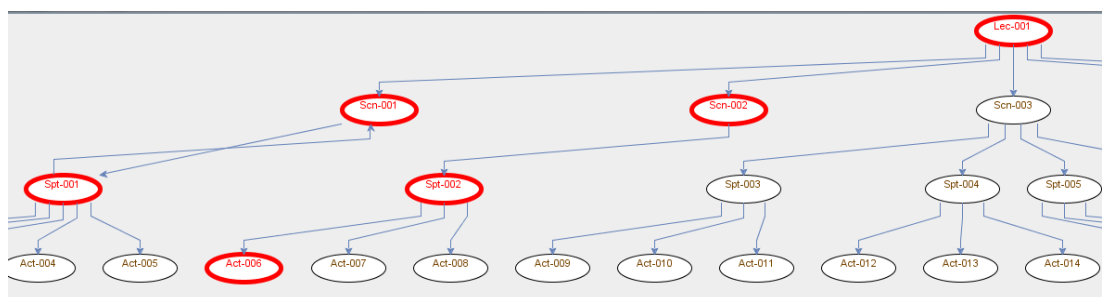 Lec-001
Scn-001
Scn-002
Scn-003
Spt-001
Spt-002
Spt-003
Spt-004
Spt-005
Act-004
Act-005
Act-006
Act-007
Act-008
Act-009
Act-010
Act-011
Act-012
Act-013
Act-014